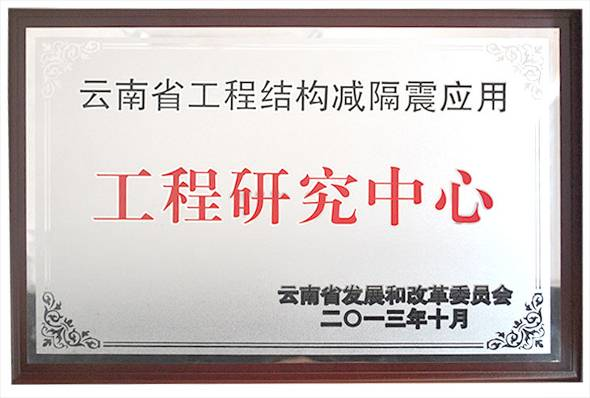 云南省工程结构减隔震应用
工程研究中心
云南省发展和改革委员会
二〇一三年十月